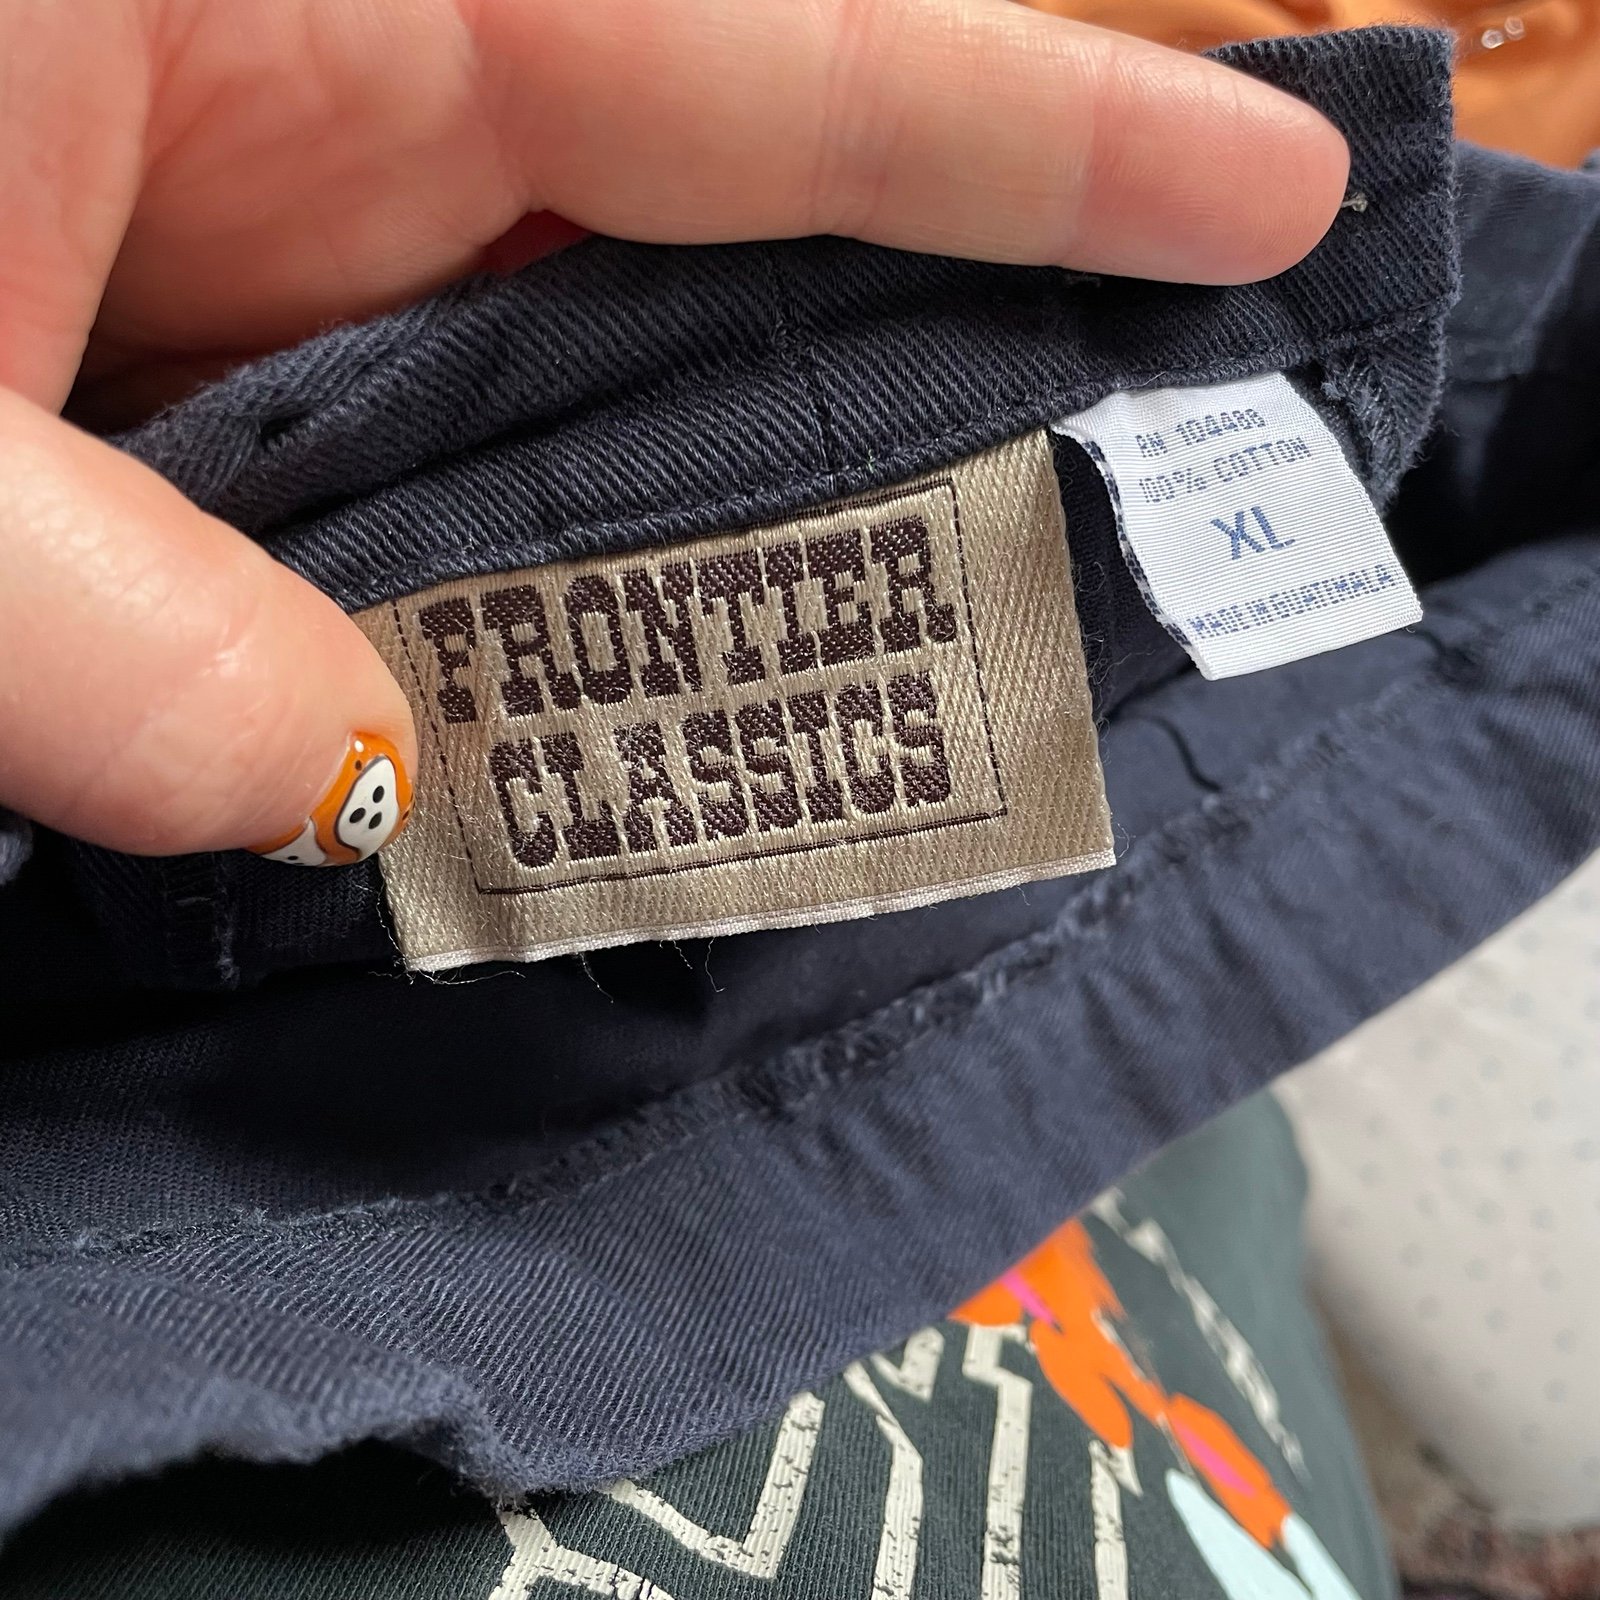 FRONTIER
CLASSICS
RN 104488
100% COTTON
XL
MADE IN GUATEMALA